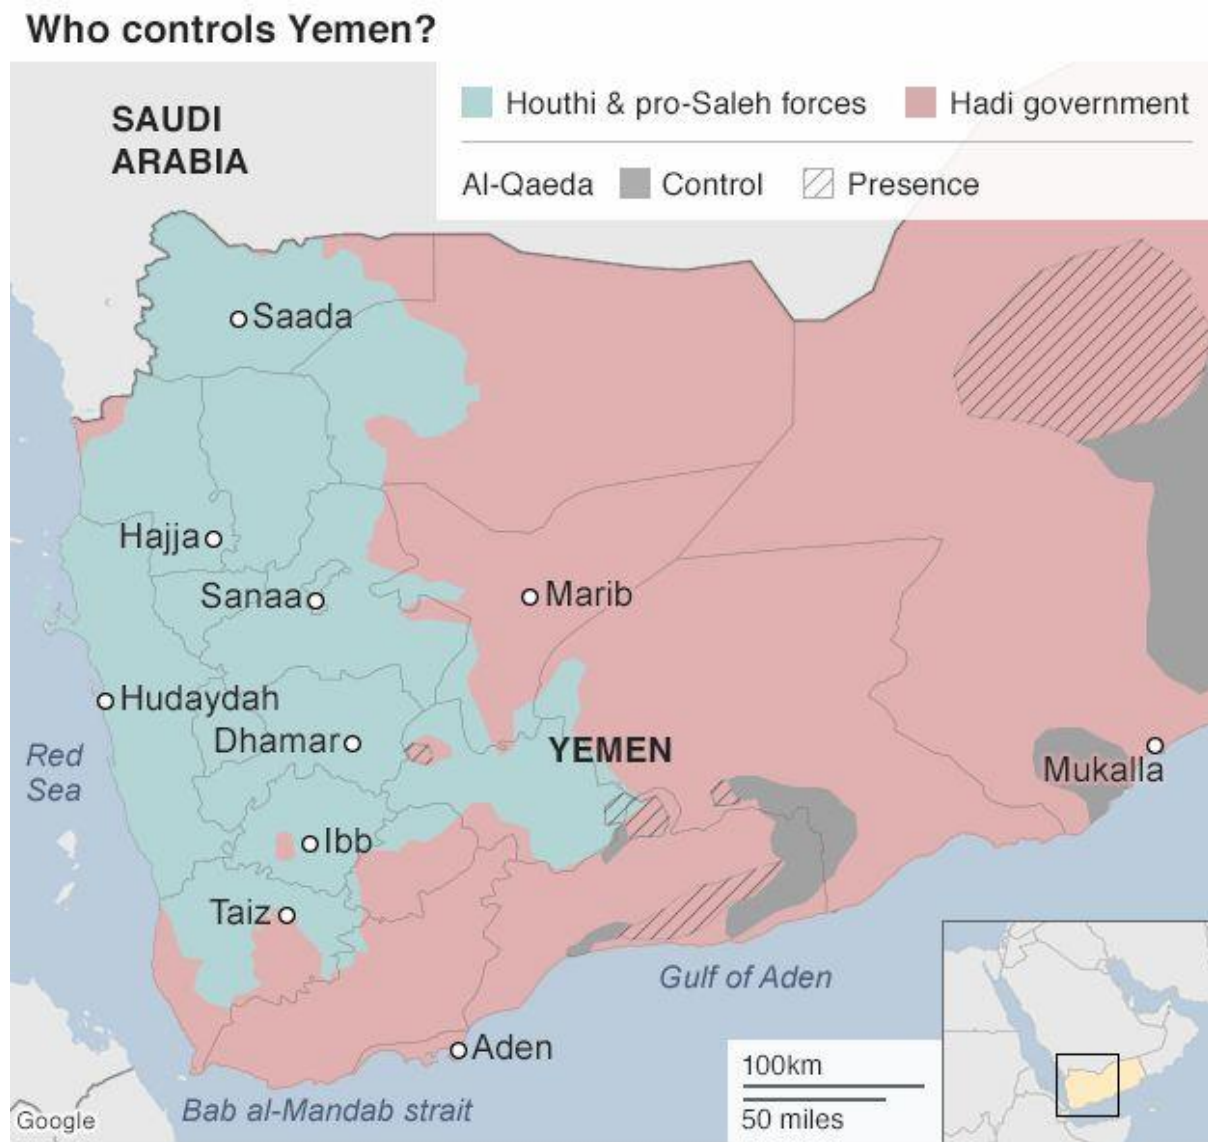 Who controls Yemen?
SAUDI
ARABIA
Houthi & pro-Saleh forces
Hadi government
Al-Qaeda
Control
Presence
Saada
Hajja
Sanaa
Marib
Hudaydah
Dhamar
YEMEN
Red
Sea
Mukalla
Ibb
Taiz
Gulf of Aden
Aden
100km
50 miles
Bab al-Mandab strait
Google